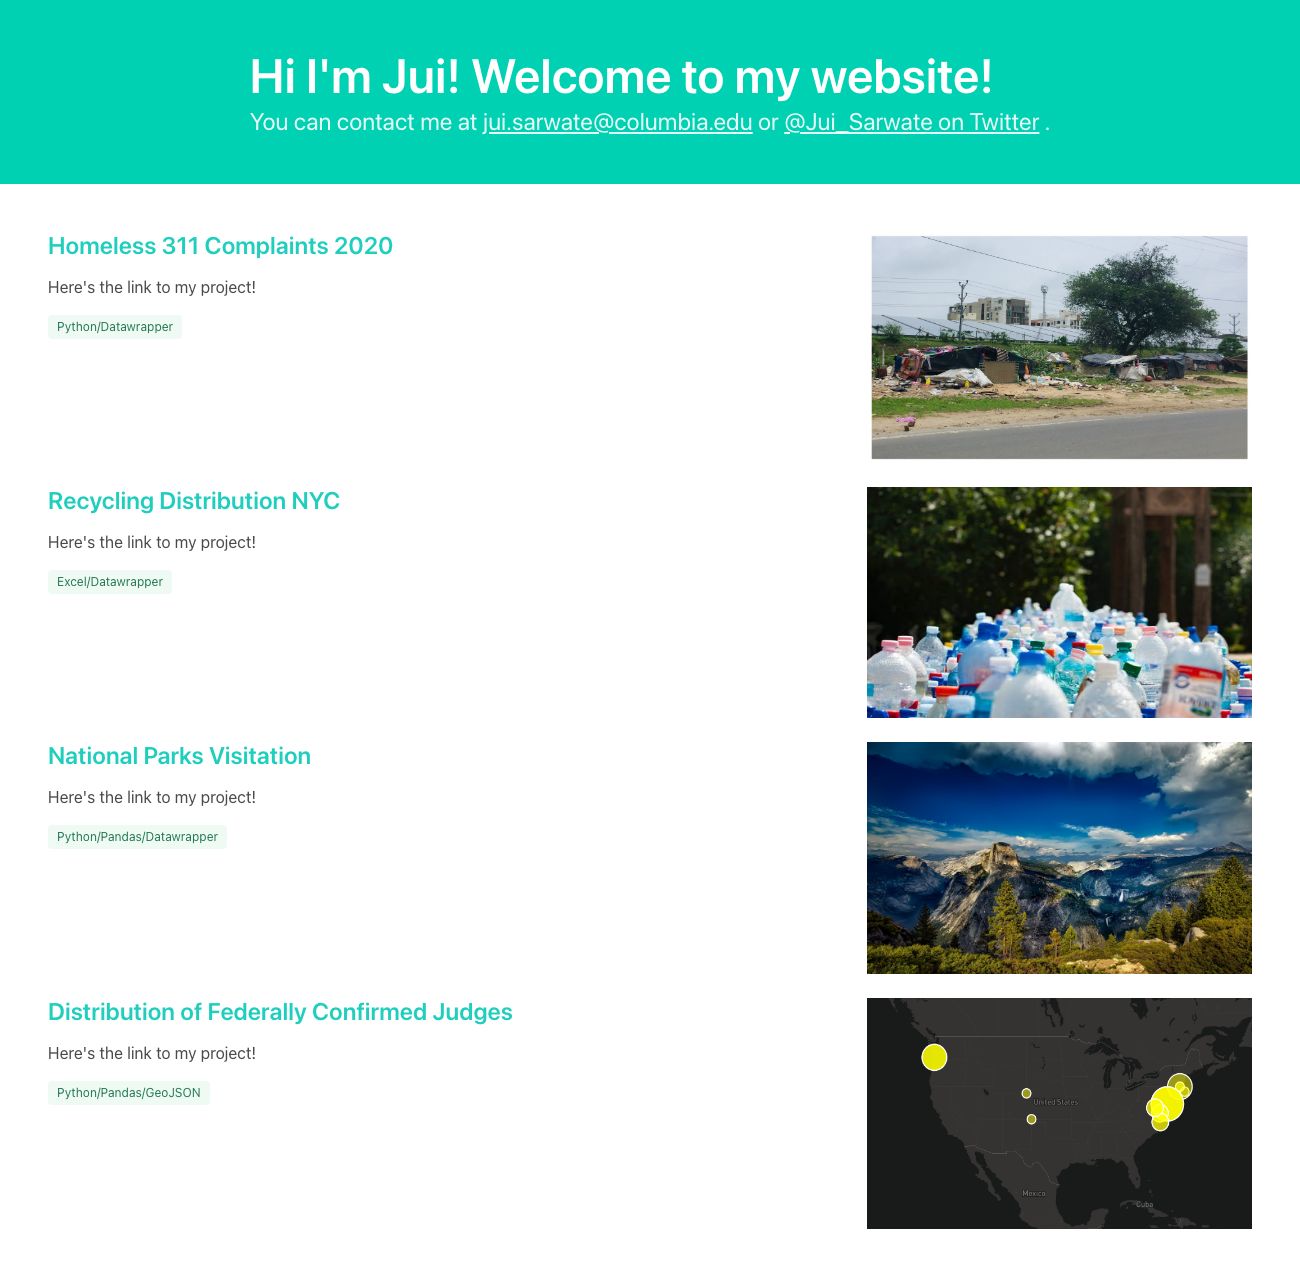 Hi I'm Jui! Welcome to my website!
You can contact me at jui.sarwate@columbia.edu or @Jui_Sarwate on Twitter .
Homeless 311 Complaints 2020
Here's the link to my project!
Python/Datawrapper
Recycling Distribution NYC
Here's the link to my project!
Excel/Datawrapper
National Parks Visitation
Here's the link to my project!
Python/Pandas/Datawrapper
Distribution of Federally Confirmed Judges
Here's the link to my project!
Python/Pandas/GeoJSON
United States
Mexico
Cuba